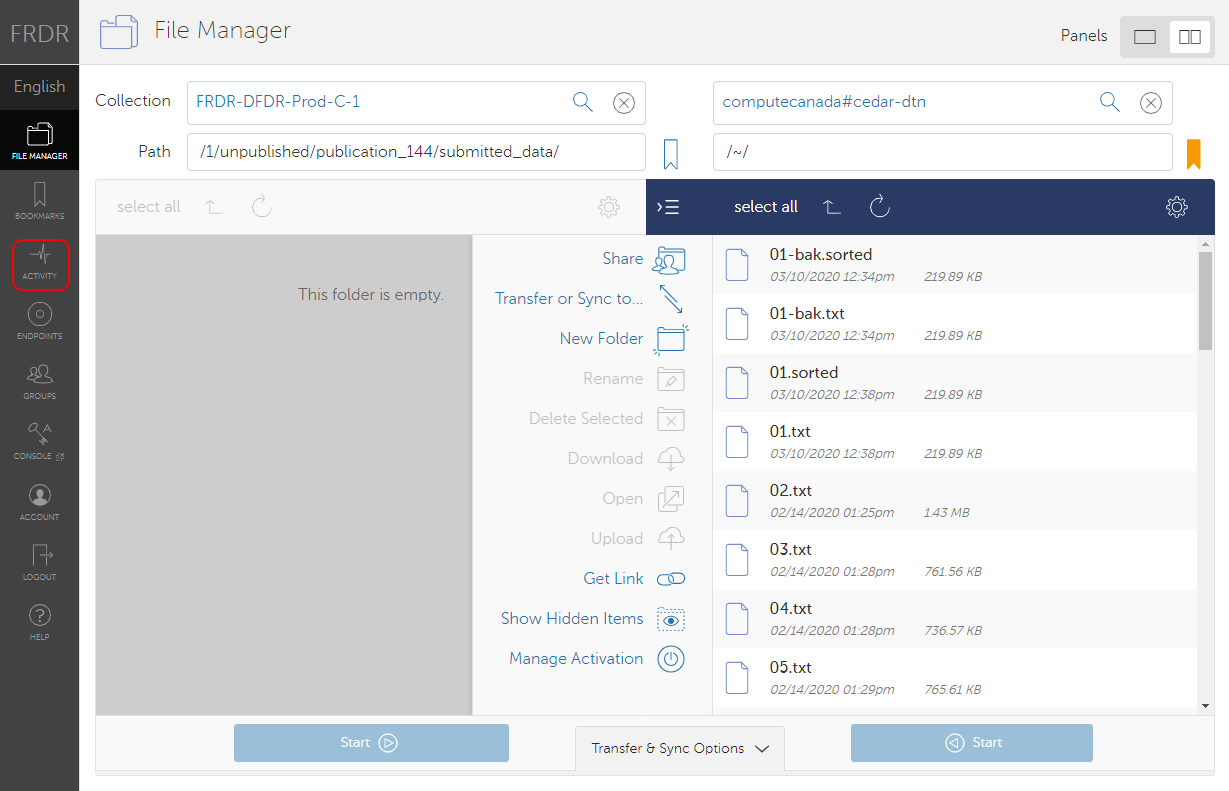 FRDR
File Manager
Panels
English
Collection
FRDR-DFDR-Prod-C-1
computecanada#cedar-dtn
Path
/1/unpublished/publication_144/submitted_data/
/~/
FILE MANAGER
BOOKMARKS
ACTIVITY
ENDPOINTS
GROUPS
CONSOLE
ACCOUNT
LOGOUT
HELP
select all
This folder is empty.
Share
Transfer or Sync to...
New Folder
Rename
Delete Selected
Download
Open
Upload
Get Link
Show Hidden Items
Manage Activation
select all
01-bak.sorted
03/10/2020 12:34pm 219.89 KB
01-bak.txt
03/10/2020 12:34pm 219.89 KB
01.sorted
03/10/2020 12:38pm 219.89 KB
01.txt
03/10/2020 12:38pm 219.89 KB
02.txt
02/14/2020 01:25pm 1.43 MB
03.txt
02/14/2020 01:28pm 761.56 KB
04.txt
02/14/2020 01:28pm 736.57 KB
05.txt
02/14/2020 01:29pm 765.61 KB
Start
Transfer & Sync Options
Start